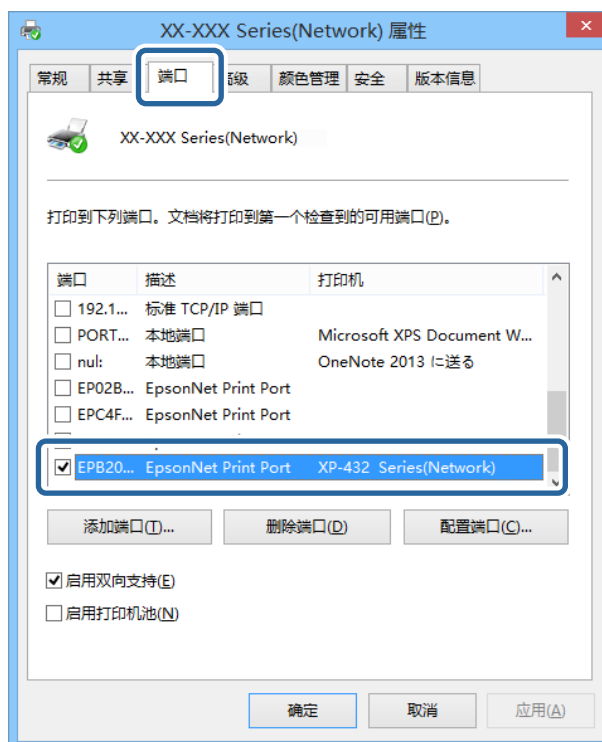 XX-XXX Series(Network) 属性
常规 共享 端口 高级 颜色管理 安全 版本信息
XX-XXX Series(Network)
打印到下列端口。文档将打印到第一个检查到的可用端口(P)。
端口 描述 打印机
192.1... 标准 TCP/IP 端口
PORT... 本地端口 Microsoft XPS Document W...
nul: 本地端口 OneNote 2013 に送る
EP02B... EpsonNet Print Port
EPC4F... EpsonNet Print Port
EPB20... EpsonNet Print Port XP-432 Series(Network)
添加端口(T)... 删除端口(D) 配置端口(C)...
启用双向支持(E)
启用打印机池(N)
确定 取消 应用(A)